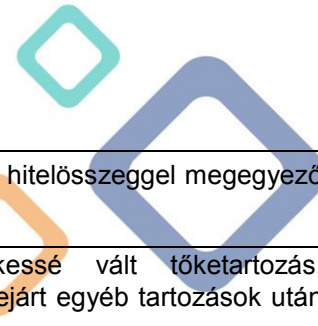 hitelösszeggel megegyező
kessé vált tőketartozás,
ejárt egyéb tartozások után